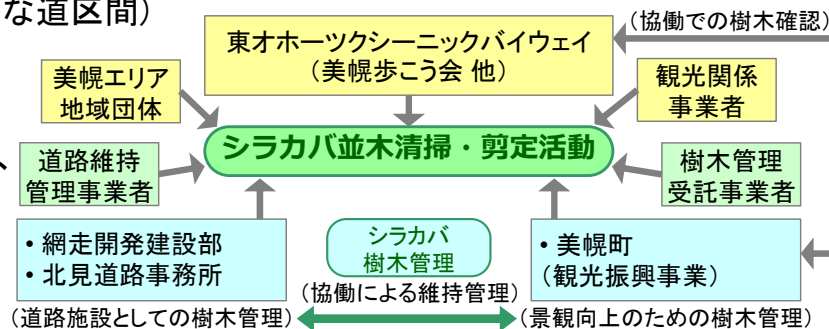 な道区間)
(協働での樹木確認)
東オホーツクシーニックバイウェイ
(美幌歩こう会 他)
美幌エリア
地域団体
観光関係
事業者
シラカバ並木清掃・剪定活動
、
道路維持
管理事業者
樹木管理
受託事業者
・網走開発建設部
・北見道路事務所
シラカバ
樹木管理
(協働による維持管理)
・美幌町
(観光振興事業)
(道路施設としての樹木管理)
(景観向上のための樹木管理)